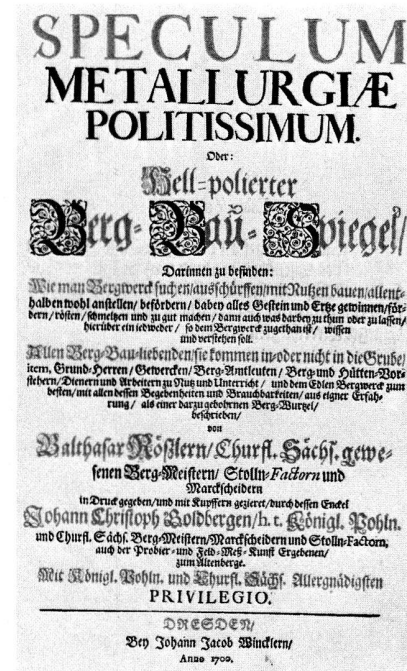 SPECULUM
METALLURGIÆ
POLITISSIMUM.
Oder:
Hell-polierter
Berg-Bau-Spiegel/
Darinnen zu befinden:
Wie man Bergwerck suchen/ausschürffen/mit Nutzen bauen/allent-
halben wohl anstellen/ befördern/ dabey alles Gestein und Ertze gewinnen/för-
dern/ rösten/ schmeltzen und zu gut machen/ dann auch was darbey zu thun oder zu lassen/
hierüber ein iedweder/ so dem Bergwerck zugethan ist/ wissen
und verstehen soll.
Allen Berg-Bau-liebenden/sie kommen in- oder nicht in die Grube/
item, Grund-Herren/ Gewercken/ Berg-Amtleuten/ Berg- und Hütten-Vor-
stehern/Dienern und Arbeitern zu Nutz und Unterricht/ und dem Edlen Bergwerck zum
besten/mit allen dessen Begebenheiten und Brauchbarkeiten/ aus eigner Erfah-
rung/ als einer darzu gebohrnen Berg-Wurtzel/
beschrieben/
von
Balthasar Rößlern/Churfl. Sächs. gewe-
senen Berg-Meistern/ Stolln-Factorn und
Marckscheidern
in Druck gegeben/und mit Kupffern gezieret/durch dessen Enckel
Johann Christoph Goldbergen/h. t. Königl. Pohln.
und Churfl. Sächs. Berg-Meistern/Marckscheidern und Stolln-Factorn,
auch der Probier- und Feld-Meß-Kunst Ergebenen/
zum Altenberge.
Mit Königl. Pohln. und Churfl. Sächs. Allergnädigsten
PRIVILEGIO.
DRESDEN/
Bey Johann Jacob Wincklern/
Anno 1700.